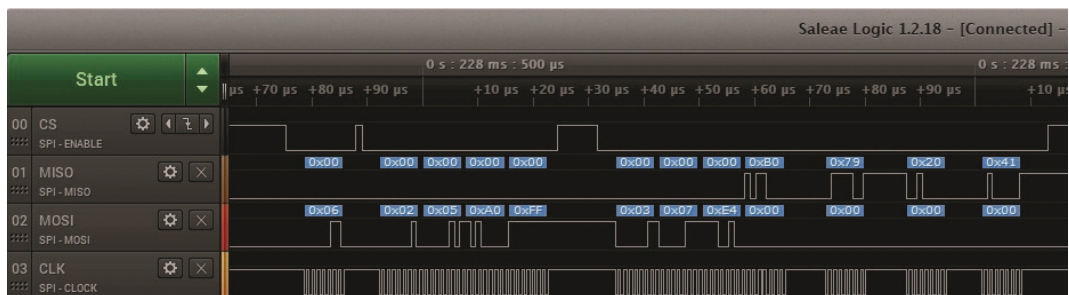 Saleae Logic 1.2.18 - [Connected] -
Start
0 s : 228 ms : 500 µs 0 s : 228 ms :
µs +70 µs +80 µs +90 µs +10 µs +20 µs +30 µs +40 µs +50 µs +60 µs +70 µs +80 µs +90 µs +10 µs
00 CS
SPI - ENABLE
0x00 0x00 0x00 0x00 0x00 0x00 0x00 0x00 0xB0 0x79 0x20 0x41
01 MISO
SPI - MISO
0x06 0x02 0x05 0xA0 0xFF 0x03 0x07 0xE4 0x00 0x00 0x00 0x00
02 MOSI
SPI - MOSI
03 CLK
SPI - CLOCK